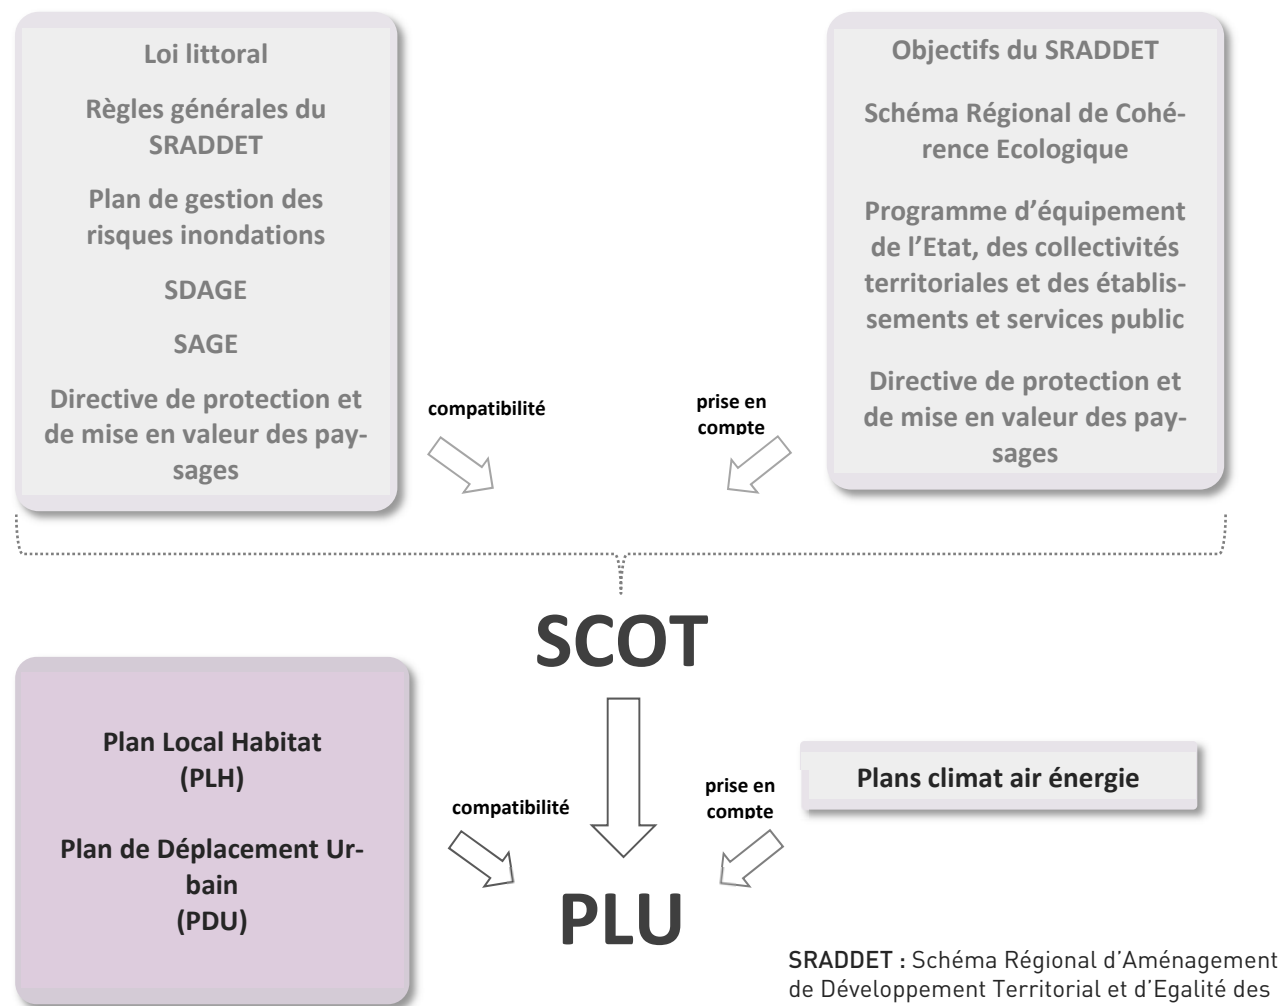 Loi littoral
Règles générales du
SRADDET
Plan de gestion des
risques inondations
SDAGE
SAGE
Directive de protection et
de mise en valeur des pay-
sages
compatibilité
prise en
compte
Objectifs du SRADDET
Schéma Régional de Cohé-
rence Ecologique
Programme d’équipement
de l’Etat, des collectivités
territoriales et des établis-
sements et services public
Directive de protection et
de mise en valeur des pay-
sages
SCOT
Plan Local Habitat
(PLH)
Plan de Déplacement Ur-
bain
(PDU)
compatibilité
prise en
compte
Plans climat air énergie
PLU
SRADDET : Schéma Régional d’Aménagement
de Développement Territorial et d’Egalité des